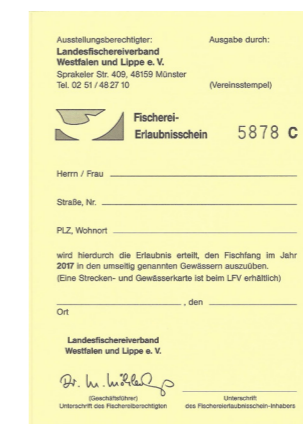 Ausstellungsberechtigter: Ausgabe durch:
Landesfischereiverband
Westfalen und Lippe e. V.
Sprakeler Str. 409, 48159 Münster
Tel. 02 51 / 48 27 10 (Vereinsstempel)
Fischerei-
Erlaubnisschein 5878 C
Herrn / Frau
Straße, Nr.
PLZ, Wohnort
wird hierdurch die Erlaubnis erteilt, den Fischfang im Jahr
2017 in den umseitig genannten Gewässern auszuüben.
(Eine Strecken- und Gewässerkarte ist beim LFV erhältlich)
, den
Ort
Landesfischereiverband
Westfalen und Lippe e. V.
Dr. M. Möhlenkamp
(Geschäftsführer) Unterschrift
Unterschrift des Fischereiberechtigten des Fischereierlaubnisschein-Inhabers